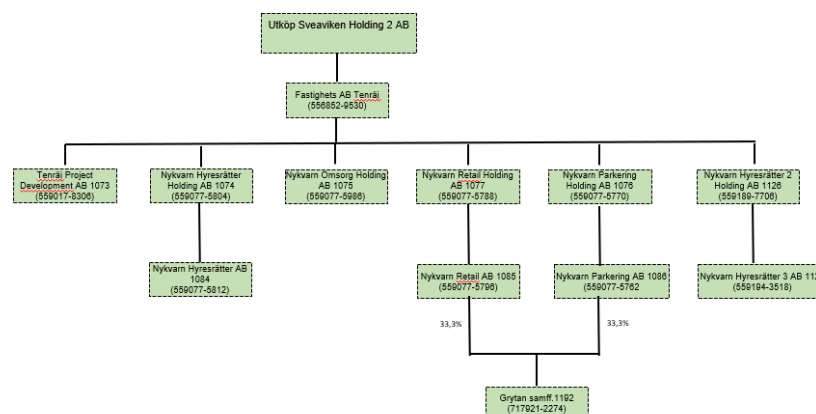 Utköp Sveaviken Holding 2 AB
Fastighets AB Tenräj
(556852-9530)
Tenräj Project
Development AB 1073
(559017-8306)
Nykvarn Hyresrätter
Holding AB 1074
(559077-5804)
Nykvarn Omsorg Holding
AB 1075
(559077-5986)
Nykvarn Retail Holding
AB 1077
(559077-5788)
Nykvarn Parkering
Holding AB 1076
(559077-5770)
Nykvarn Hyresrätter 2
Holding AB 1126
(559189-7706)
Nykvarn Hyresrätter AB
1084
(559077-5812)
Nykvarn Retail AB 1085
(559077-5796)
Nykvarn Parkering AB 1086
(559077-5762
Nykvarn Hyresrätter 3 AB
(559194-3518)
33,3%
33,3%
Grytan samff.1192
(717921-2274)